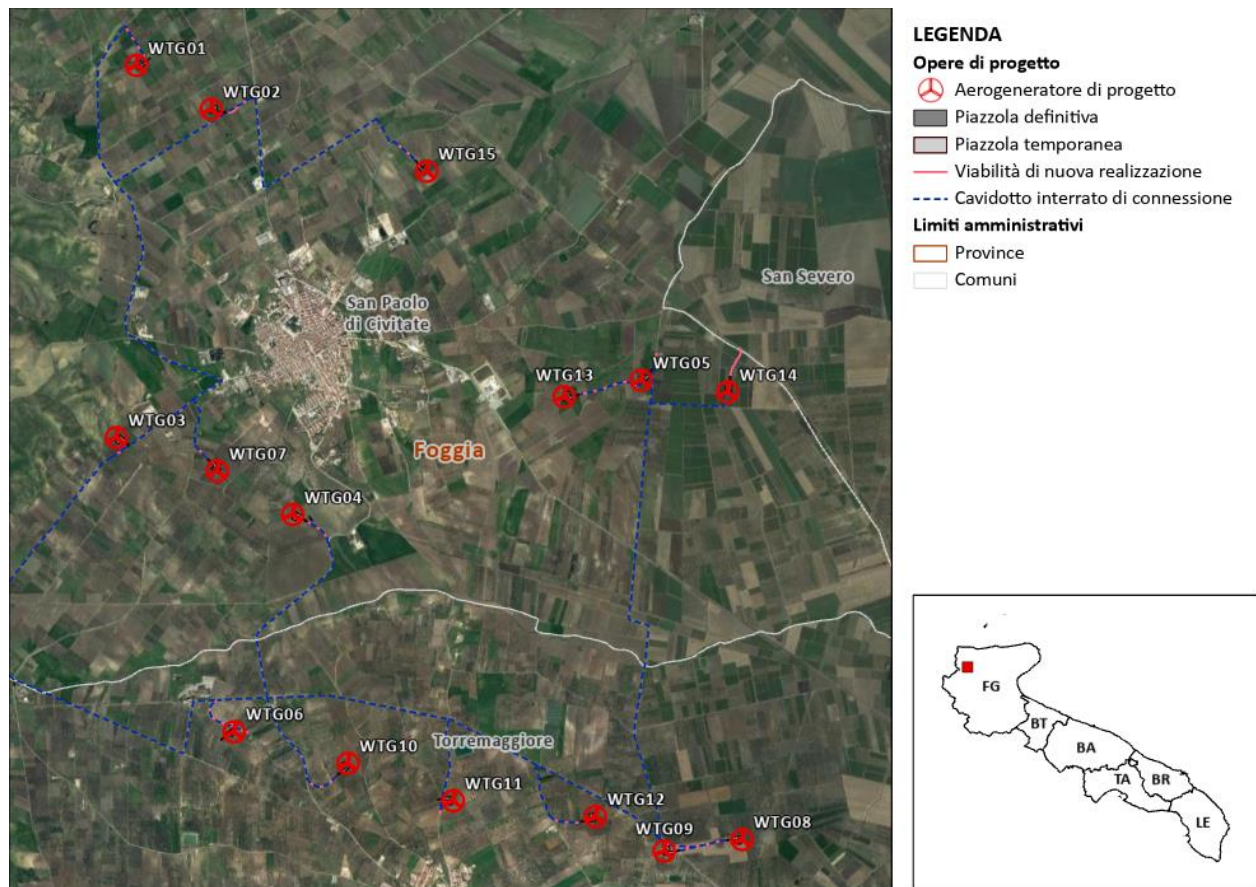 WTG01
WTG02
WTG15
San Severo
San Paolo
di Civitate
WTG05
WTG13
WTG14
WTG03
Foggia
WTG07
WTG04
WTG06
Torremaggiore
WTG10
WTG11
WTG12
WTG09
WTG08
LEGENDA
Opere di progetto
Aerogeneratore di progetto
Piazzola definitiva
Piazzola temporanea
Viabilità di nuova realizzazione
Cavidotto interrato di connessione
Limiti amministrativi
Province
Comuni
FG
BT
BA
TA
BR
LE